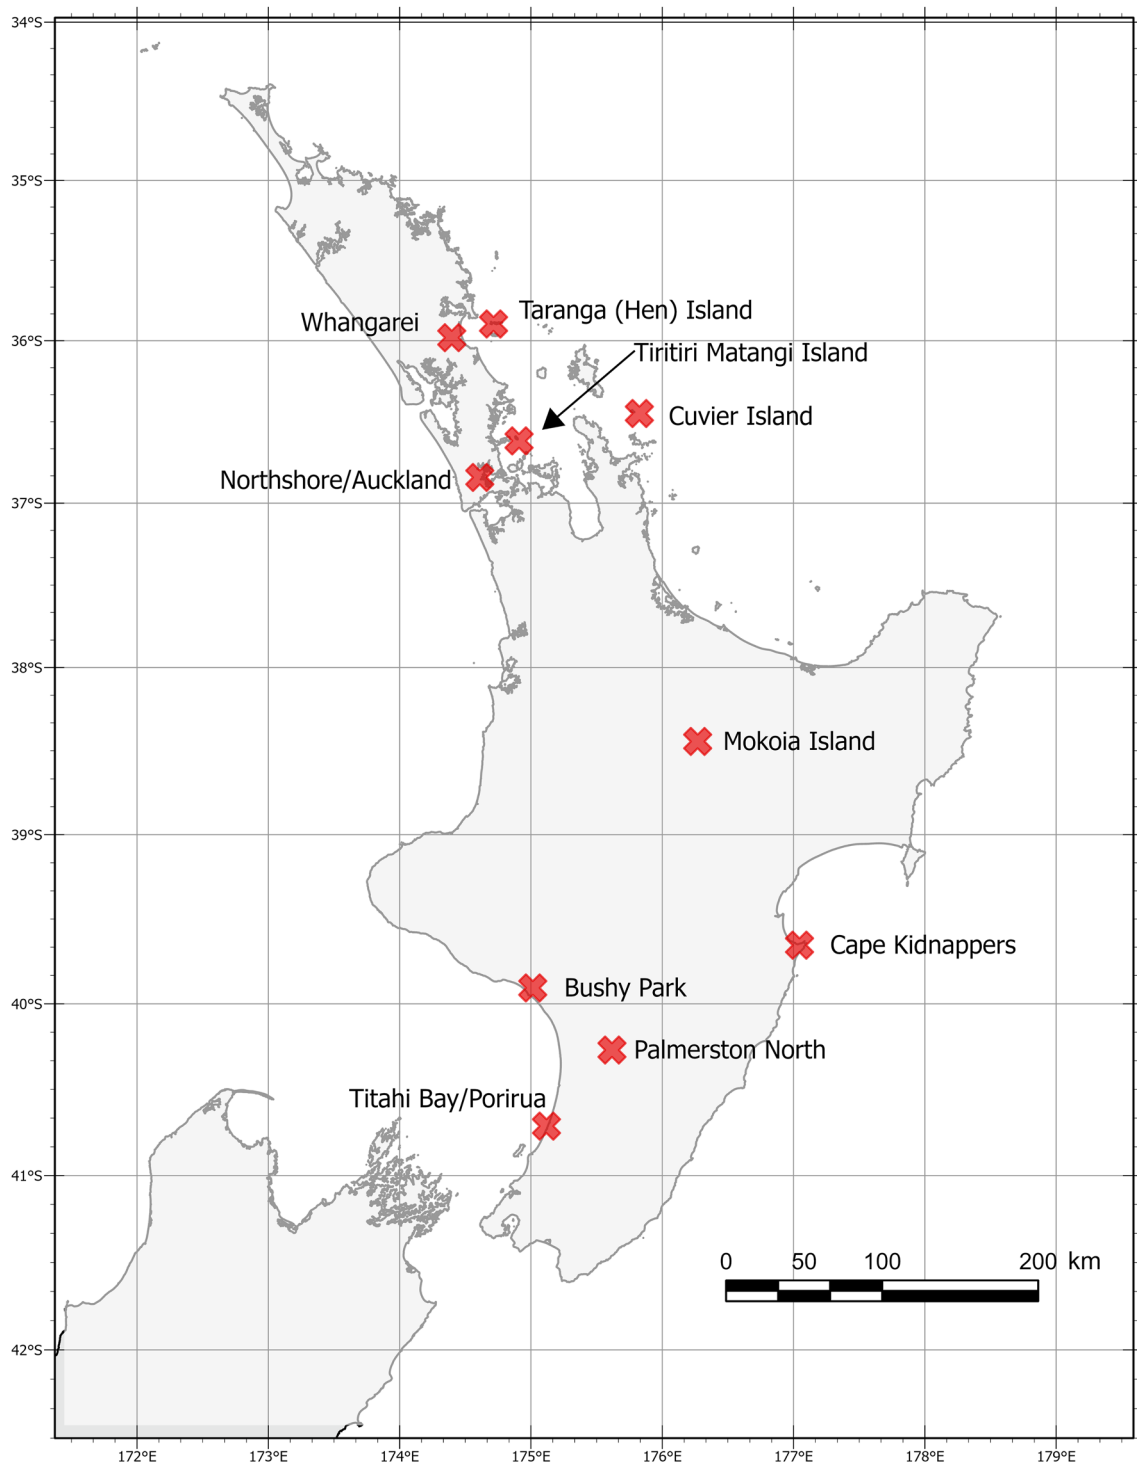 34°S
35°S
Taranga (Hen) Island
Whangarei
36°S
Tiritiri Matangi Island
Cuvier Island
Northshore/Auckland
37°S
38°S
Mokoia Island
39°S
Cape Kidnappers
Bushy Park
40°S
Palmerston North
Titahi Bay/Porirua
41°S
0 50 100 200 km
42°S
172°E 173°E 174°E 175°E 176°E 177°E 178°E 179°E